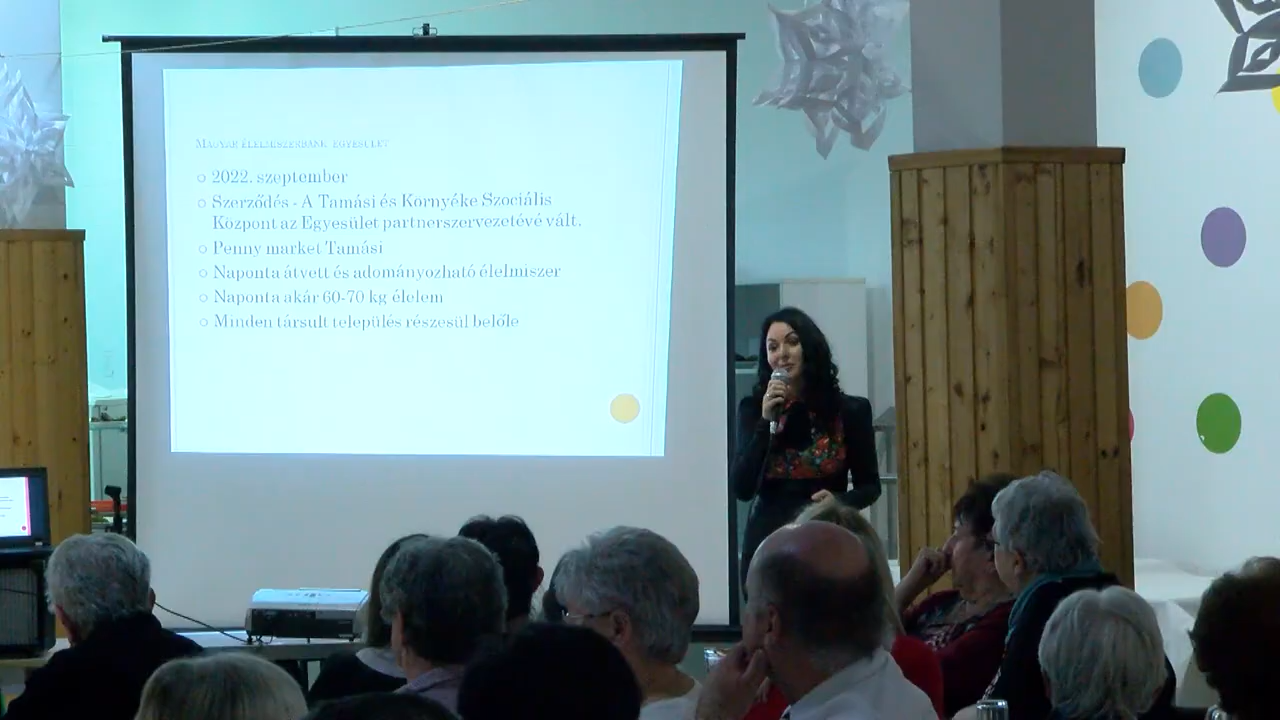 Magyar Élelmiszerbank Egyesület
2022. szeptember
Szerződés - A Tamási és Környéke Szociális
Központ az Egyesület partnerszervezetévé vált.
Penny market Tamási
Naponta átvett és adományozható élelmiszer
Naponta akár 60-70 kg élelem
Minden társult település részesül belőle